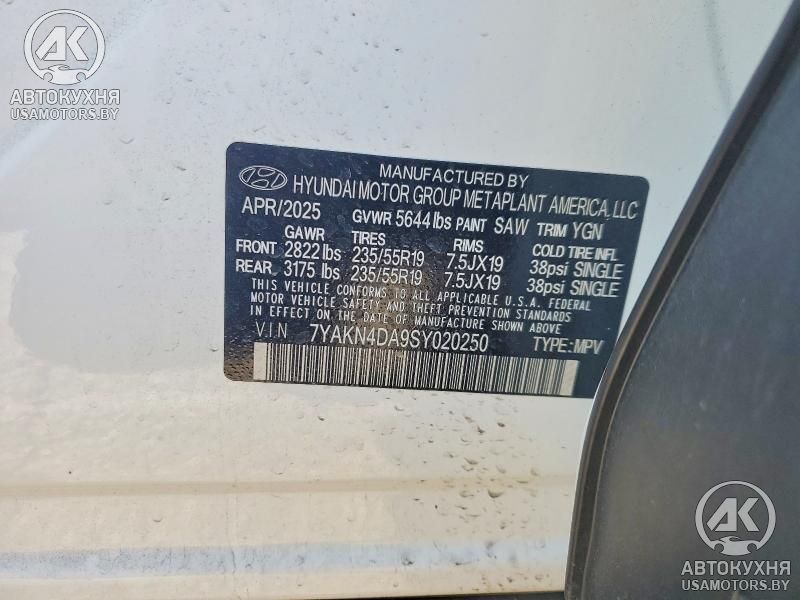 АК
АВТОКУХНЯ
USAMOTORS.BY
MANUFACTURED BY
HYUNDAI MOTOR GROUP METAPLANT AMERICA, LLC
APR/2025 GVWR 5644 lbs PAINT SAW TRIM YGN
GAWR TIRES RIMS COLD TIRE INFL
FRONT 2822 lbs 235/55R19 7.5JX19 38psi SINGLE
REAR 3175 lbs 235/55R19 7.5JX19 38psi SINGLE
THIS VEHICLE CONFORMS TO ALL APPLICABLE U.S.A. FEDERAL
MOTOR VEHICLE SAFETY AND THEFT PREVENTION STANDARDS
IN EFFECT ON THE DATE OF MANUFACTURE SHOWN ABOVE.
V.I.N 7YAKN4DA9SY020250 TYPE: MPV
АК
АВТОКУХНЯ
USAMOTORS.BY